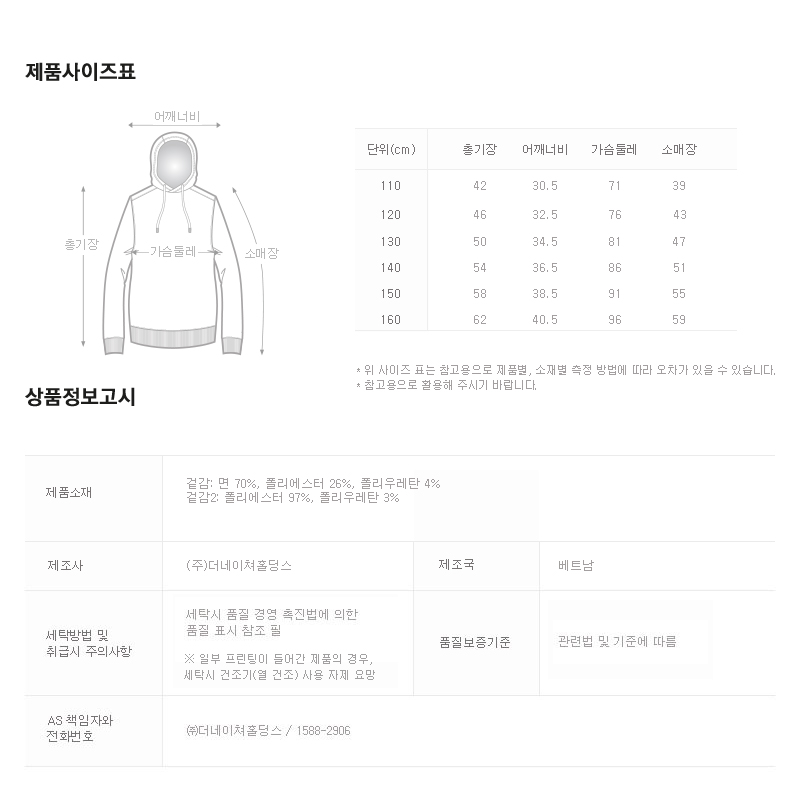 제품사이즈표
어깨너비
총기장
가슴둘레
소매장
단위(cm) 총기장 어깨너비 가슴둘레 소매장
110 42 30.5 71 39
120 46 32.5 76 43
130 50 34.5 81 47
140 54 36.5 86 51
150 58 38.5 91 55
160 62 40.5 96 59
* 위 사이즈 표는 참고용으로 제품별, 소재별 측정 방법에 따라 오차가 있을 수 있습니다.
* 참고용으로 활용해 주시기 바랍니다.
상품정보고시
제품소재
겉감: 면 70%, 폴리에스터 26%, 폴리우레탄 4%
겉감2: 폴리에스터 97%, 폴리우레탄 3%
제조사
(주)더네이쳐홀딩스
제조국
베트남
세탁방법 및
취급시 주의사항
세탁시 품질 경영 촉진법에 의한
품질 표시 참조 필
※ 일부 프린팅이 들어간 제품의 경우,
세탁시 건조기(열 건조) 사용 자제 요망
품질보증기준
관련법 및 기준에 따름
AS 책임자와
전화번호
㈜더네이쳐홀딩스 / 1588-2906